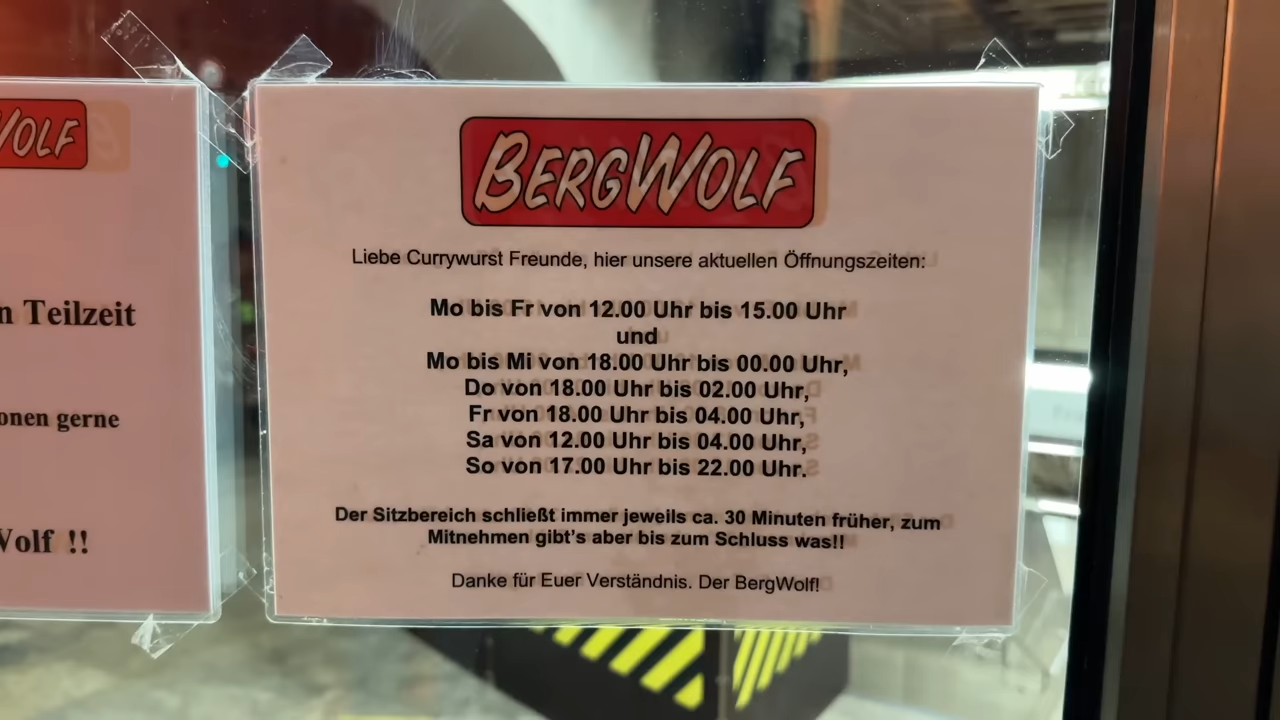 WOLF
n Teilzeit
onen gerne
Wolf !!
BERGWOLF
Liebe Currywurst Freunde, hier unsere aktuellen Öffnungszeiten:
Mo bis Fr von 12.00 Uhr bis 15.00 Uhr
und
Mo bis Mi von 18.00 Uhr bis 00.00 Uhr,
Do von 18.00 Uhr bis 02.00 Uhr,
Fr von 18.00 Uhr bis 04.00 Uhr,
Sa von 12.00 Uhr bis 04.00 Uhr,
So von 17.00 Uhr bis 22.00 Uhr.
Der Sitzbereich schließt immer jeweils ca. 30 Minuten früher, zum
Mitnehmen gibt's aber bis zum Schluss was!!
Danke für Euer Verständnis. Der BergWolf!